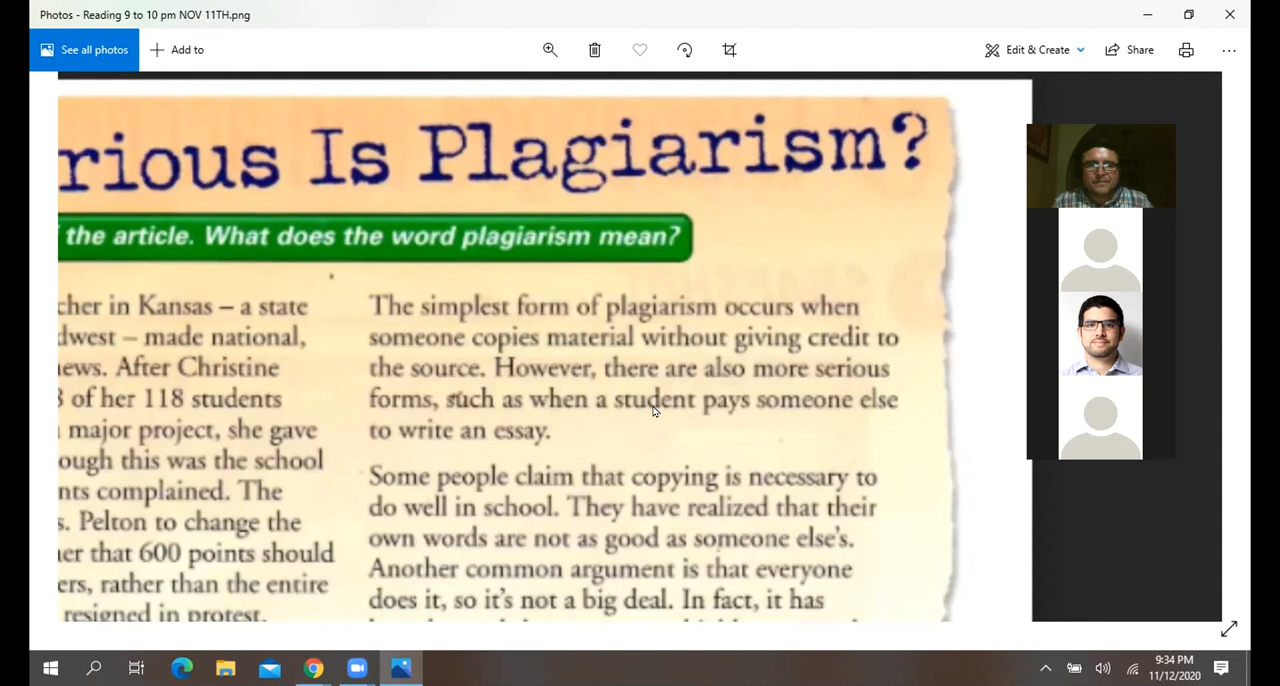 Photos - Reading 9 to 10 pm NOV 11TH.png
See all photos
Add to
Edit & Create
Share
rious Is Plagiarism?
the article. What does the word plagiarism mean?
cher in Kansas – a state
dwest – made national,
news. After Christine
8 of her 118 students
major project, she gave
ough this was the school
nts complained. The
s. Pelton to change the
her that 600 points should
ers, rather than the entire
resigned in protest.
The simplest form of plagiarism occurs when
someone copies material without giving credit to
the source. However, there are also more serious
forms, such as when a student pays someone else
to write an essay.
Some people claim that copying is necessary to
do well in school. They have realized that their
own words are not as good as someone else's.
Another common argument is that everyone
does it, so it's not a big deal. In fact, it has
9:34 PM
11/12/2020